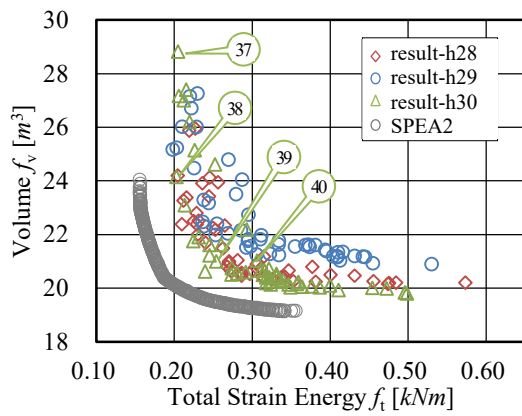 30
28
26
24
22
20
18
Volume fᵥ [m³]
37
38
39
40
result-h28
result-h29
result-h30
SPEA2
0.10 0.20 0.30 0.40 0.50 0.60
Total Strain Energy fₜ [kNm]